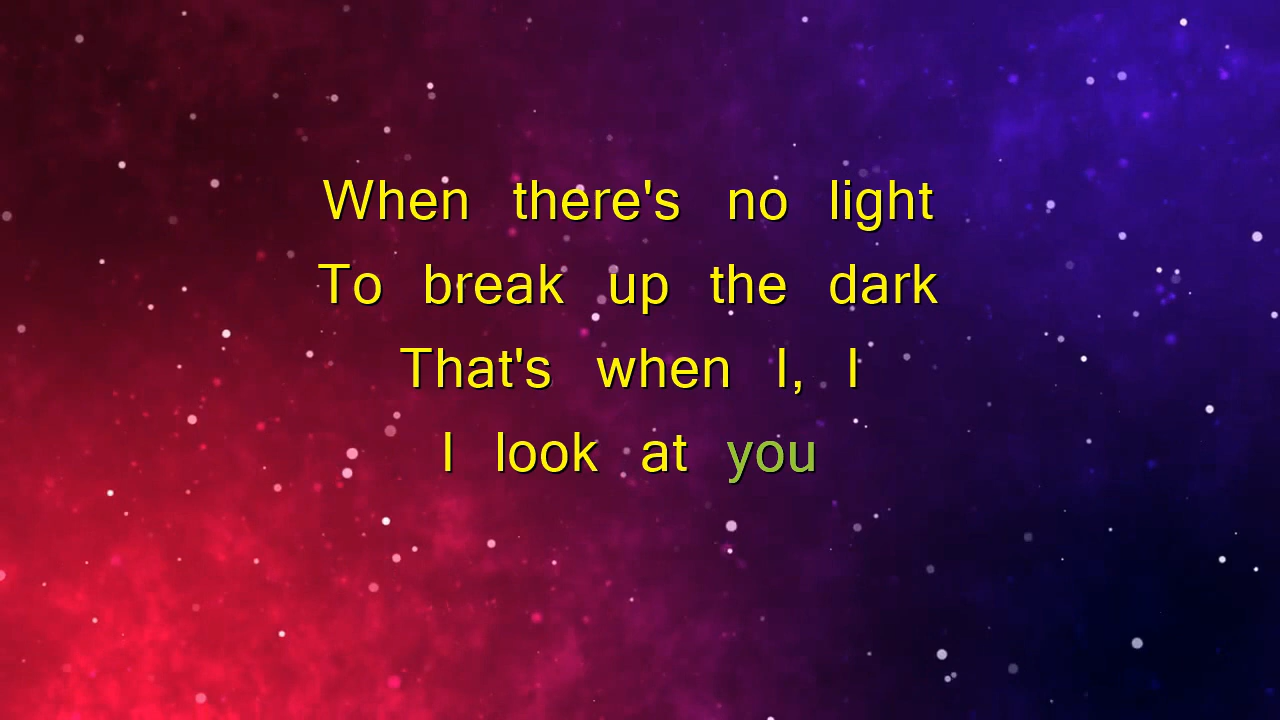 When there's no light
To break up the dark
That's when I, I
I look at you